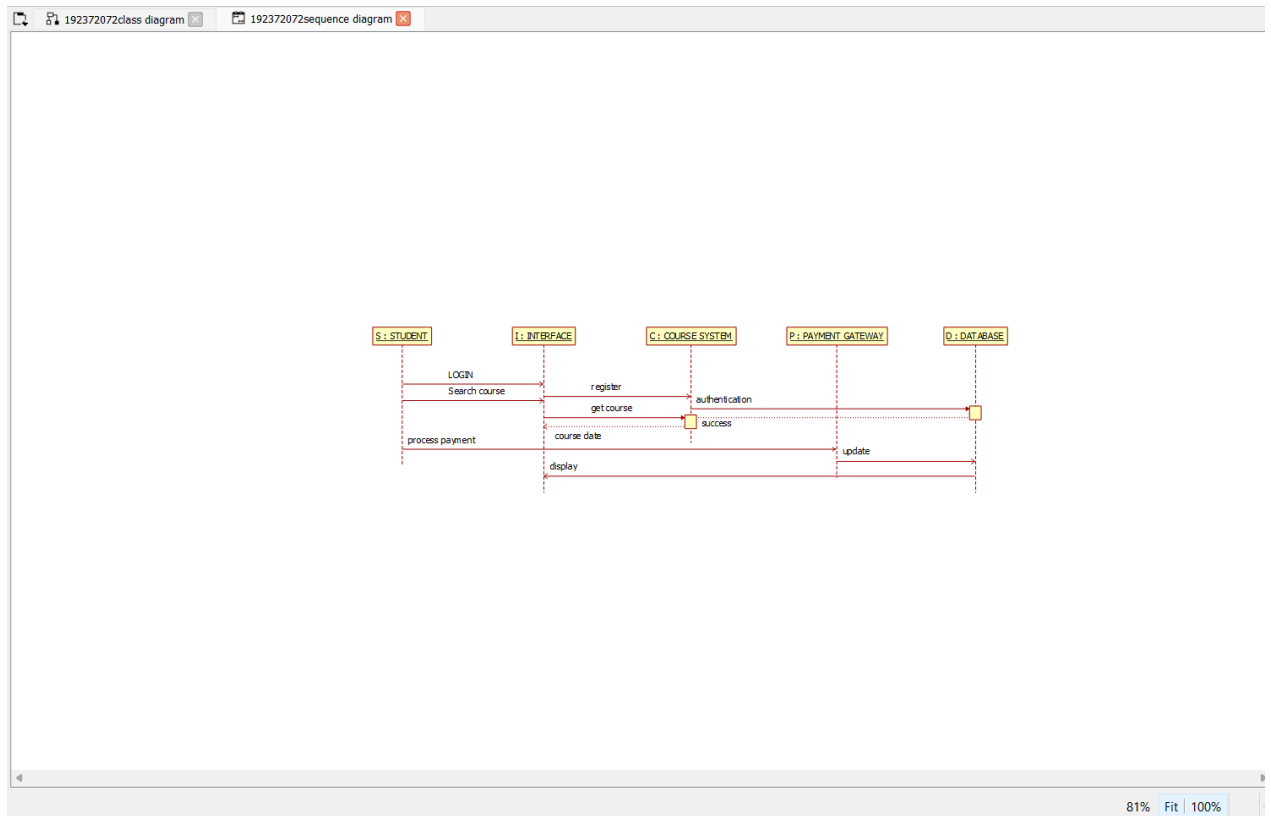 192372072class diagram
192372072sequence diagram
S : STUDENT
I : INTERFACE
C : COURSE SYSTEM
P : PAYMENT GATEWAY
D : DATABASE
LOGIN
Search course
register
authentication
get course
success
course date
process payment
update
display
81%
Fit
100%